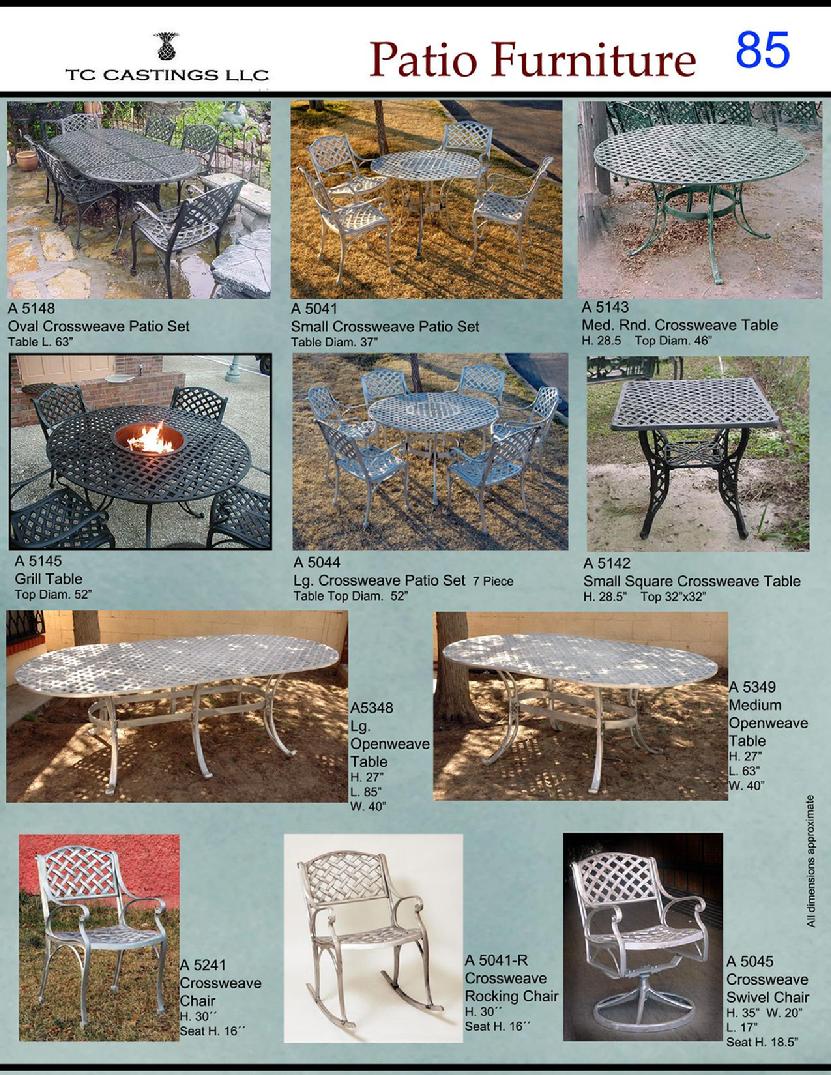 TC CASTINGS LLC
Patio Furniture
85
A 5148
Oval Crossweave Patio Set
Table L. 63"
A 5041
Small Crossweave Patio Set
Table Diam. 37"
A 5143
Med. Rnd. Crossweave Table
H. 28.5 Top Diam. 46"
A 5145
Grill Table
Top Diam. 52"
A 5044
Lg. Crossweave Patio Set 7 Piece
Table Top Diam. 52"
A 5142
Small Square Crossweave Table
H. 28.5" Top 32"x32"
A5348
Lg.
Openweave
Table
H. 27"
L. 85"
W. 40"
A 5349
Medium
Openweave
Table
H. 27"
L. 63"
W. 40"
All dimensions approximate
A 5241
Crossweave
Chair
H. 30´´
Seat H. 16´´
A 5041-R
Crossweave
Rocking Chair
H. 30´´
Seat H. 16´´
A 5045
Crossweave
Swivel Chair
H. 35" W. 20"
L. 17"
Seat H. 18.5"